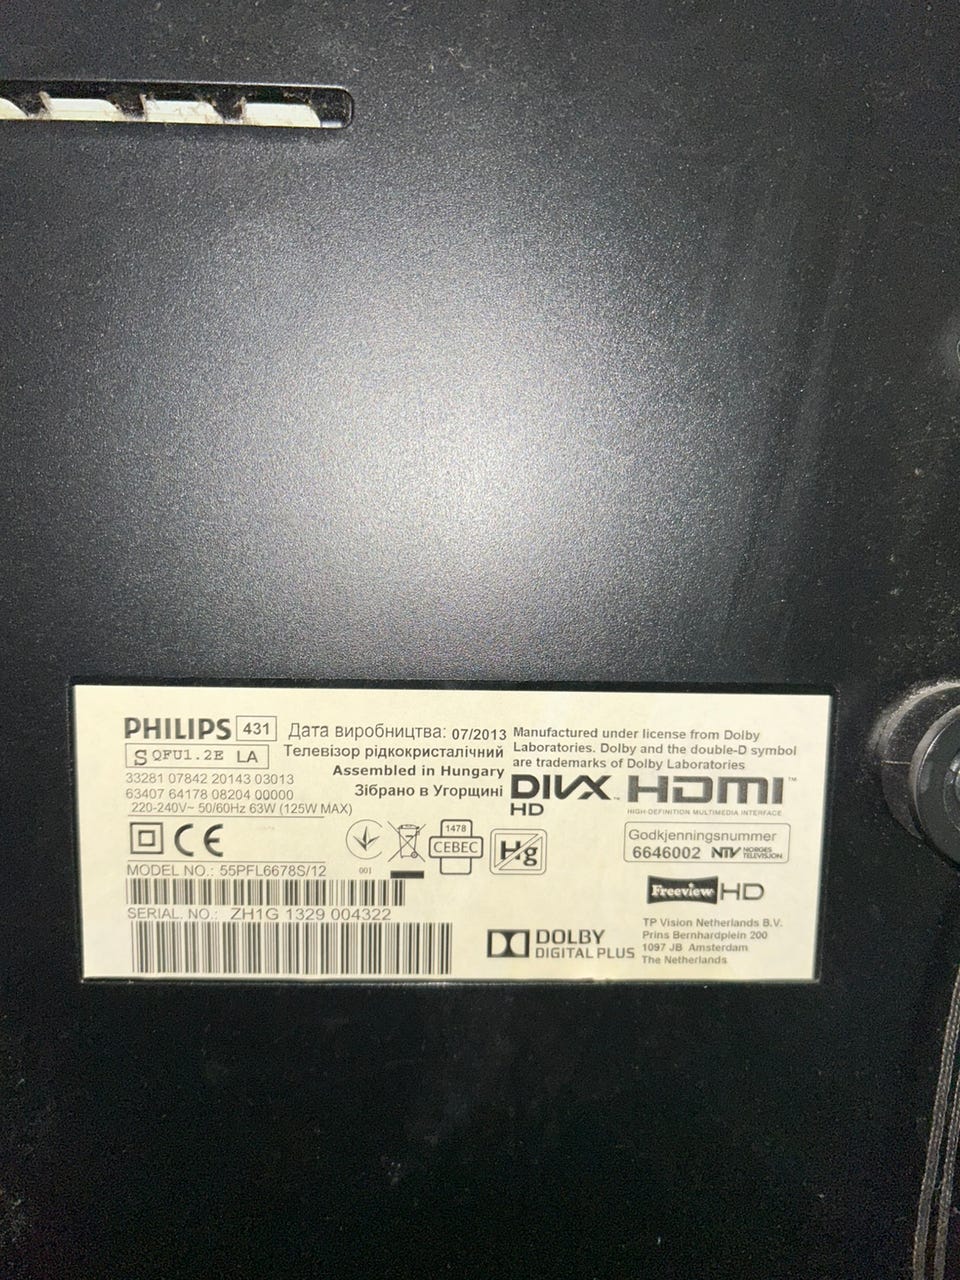 PHILIPS 431
S QFU1.2E LA
33281 07842 20143 03013
63407 64178 08204 00000
220-240V~ 50/60Hz 63W (125W MAX)
Дата виробництва: 07/2013
Телевізор рідкокристалічний
Assembled in Hungary
Зібрано в Угорщині
Manufactured under license from Dolby
Laboratories. Dolby and the double-D symbol
are trademarks of Dolby Laboratories
DIVX™ HDMI™
HD
HIGH-DEFINITION MULTIMEDIA INTERFACE
CE
1478
CEBEC
Hg
Godkjenningsnummer
6646002 NTV NORGES
TELEVISJON
MODEL NO.: 55PFL6678S/12
001
SERIAL. NO.: ZH1G 1329 004322
Freeview HD
DOLBY
DIGITAL PLUS
TP Vision Netherlands B.V.
Prins Bernhardplein 200
1097 JB Amsterdam
The Netherlands